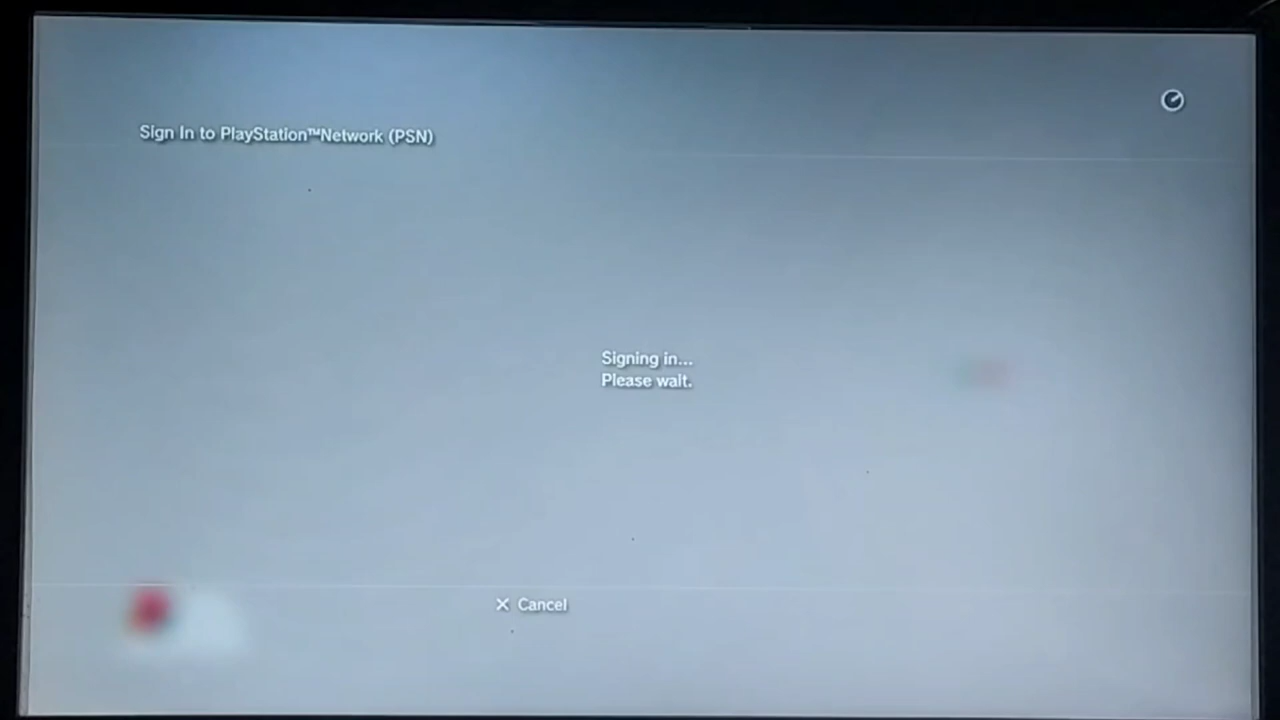 Sign In to PlayStation™Network (PSN)
Signing in...
Please wait.
X Cancel